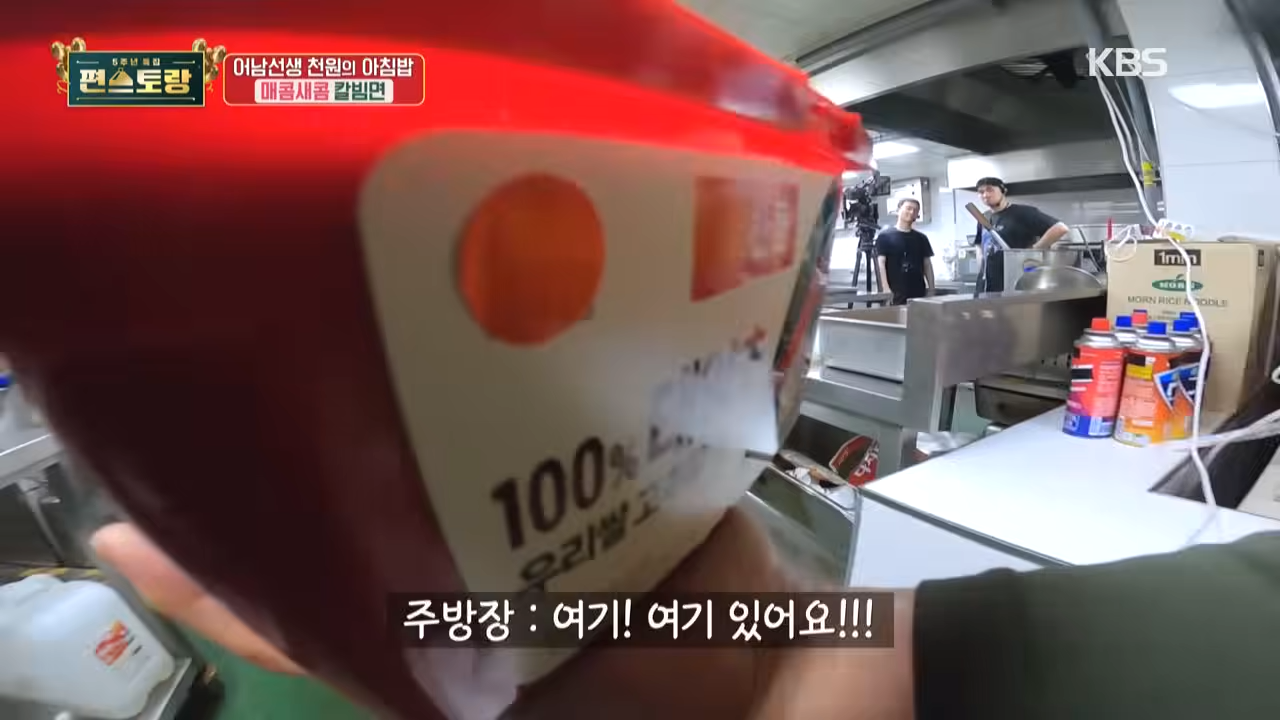 5주년 특집
편스토랑
어남선생 천원의 아침밥
매콤새콤 칼빔면
KBS
1mm
MORN
MORN RICE NOODLE
100%
우리쌀 고
주방장 : 여기! 여기 있어요!!!